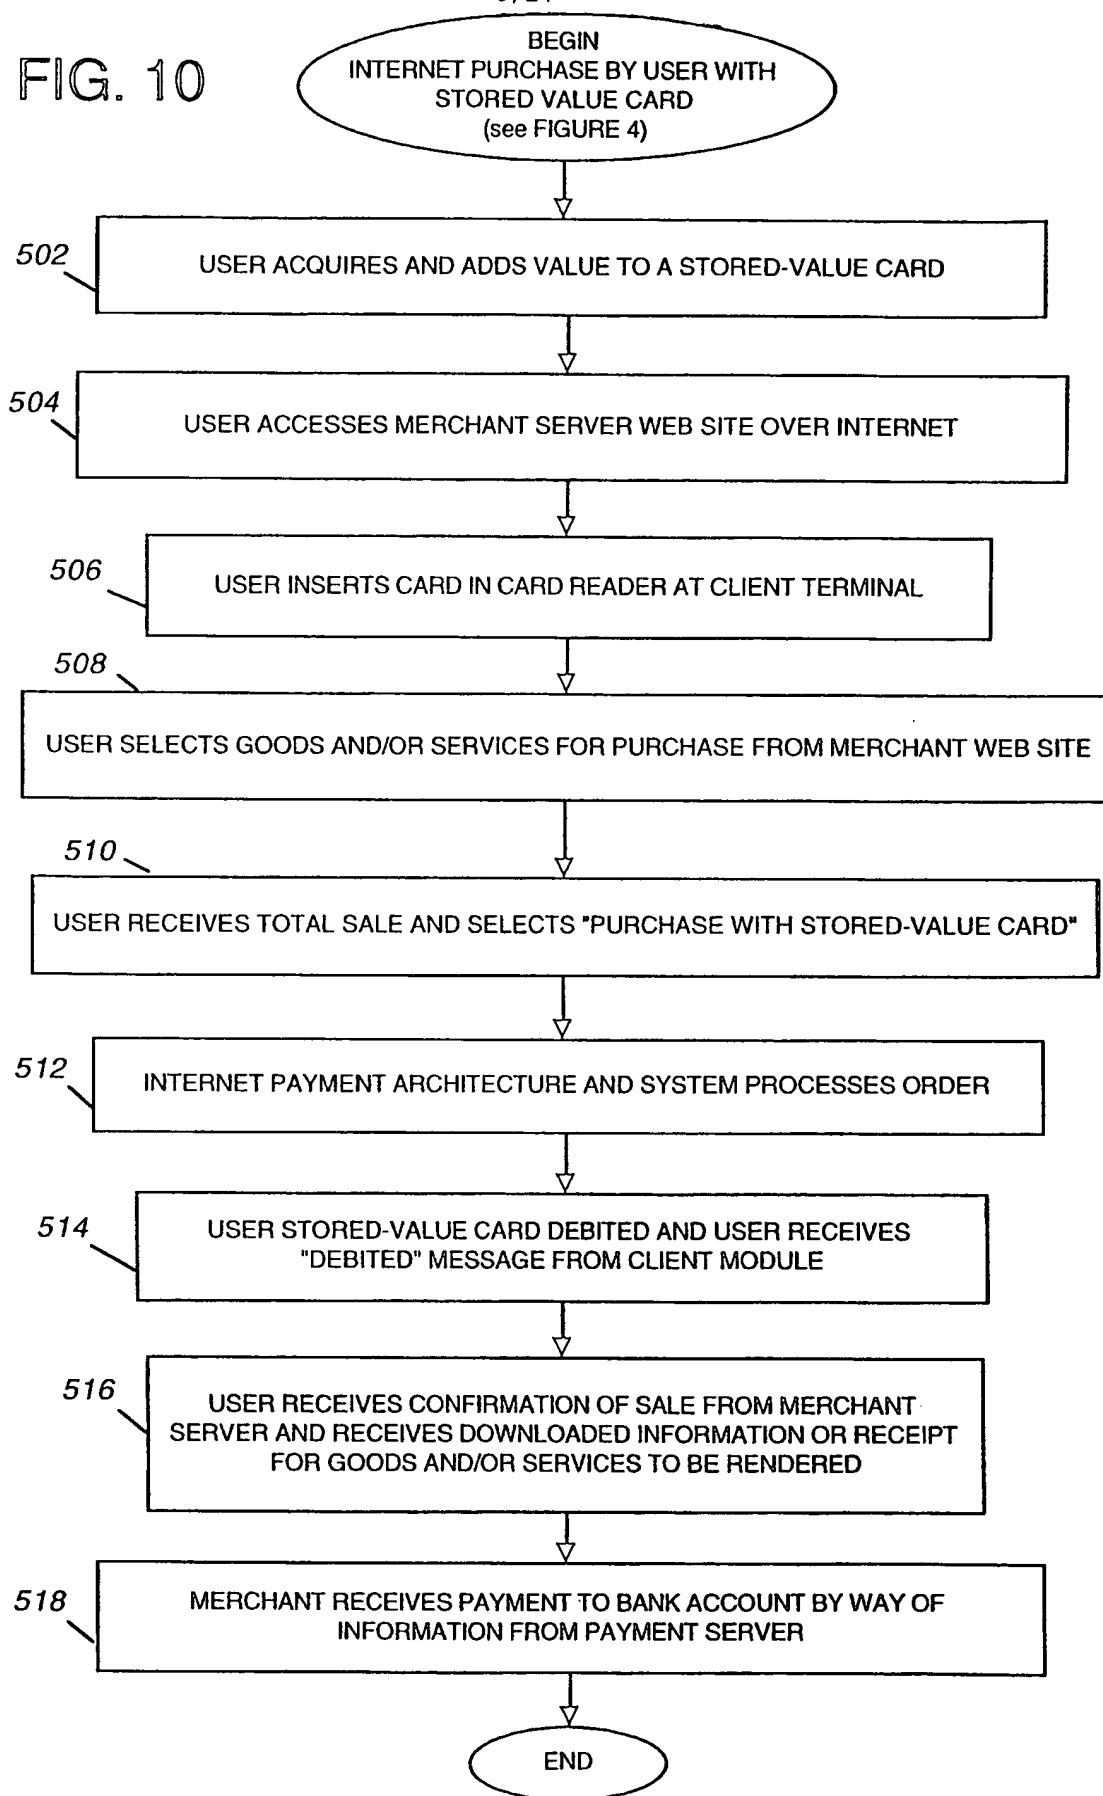 FIG. 10
BEGIN
INTERNET PURCHASE BY USER WITH
STORED VALUE CARD
(see FIGURE 4)
502
USER ACQUIRES AND ADDS VALUE TO A STORED-VALUE CARD
504
USER ACCESSES MERCHANT SERVER WEB SITE OVER INTERNET
506
USER INSERTS CARD IN CARD READER AT CLIENT TERMINAL
508
USER SELECTS GOODS AND/OR SERVICES FOR PURCHASE FROM MERCHANT WEB SITE
510
USER RECEIVES TOTAL SALE AND SELECTS "PURCHASE WITH STORED-VALUE CARD"
512
INTERNET PAYMENT ARCHITECTURE AND SYSTEM PROCESSES ORDER
514
USER STORED-VALUE CARD DEBITED AND USER RECEIVES
"DEBITED" MESSAGE FROM CLIENT MODULE
516
USER RECEIVES CONFIRMATION OF SALE FROM MERCHANT
SERVER AND RECEIVES DOWNLOADED INFORMATION OR RECEIPT
FOR GOODS AND/OR SERVICES TO BE RENDERED
518
MERCHANT RECEIVES PAYMENT TO BANK ACCOUNT BY WAY OF
INFORMATION FROM PAYMENT SERVER
END